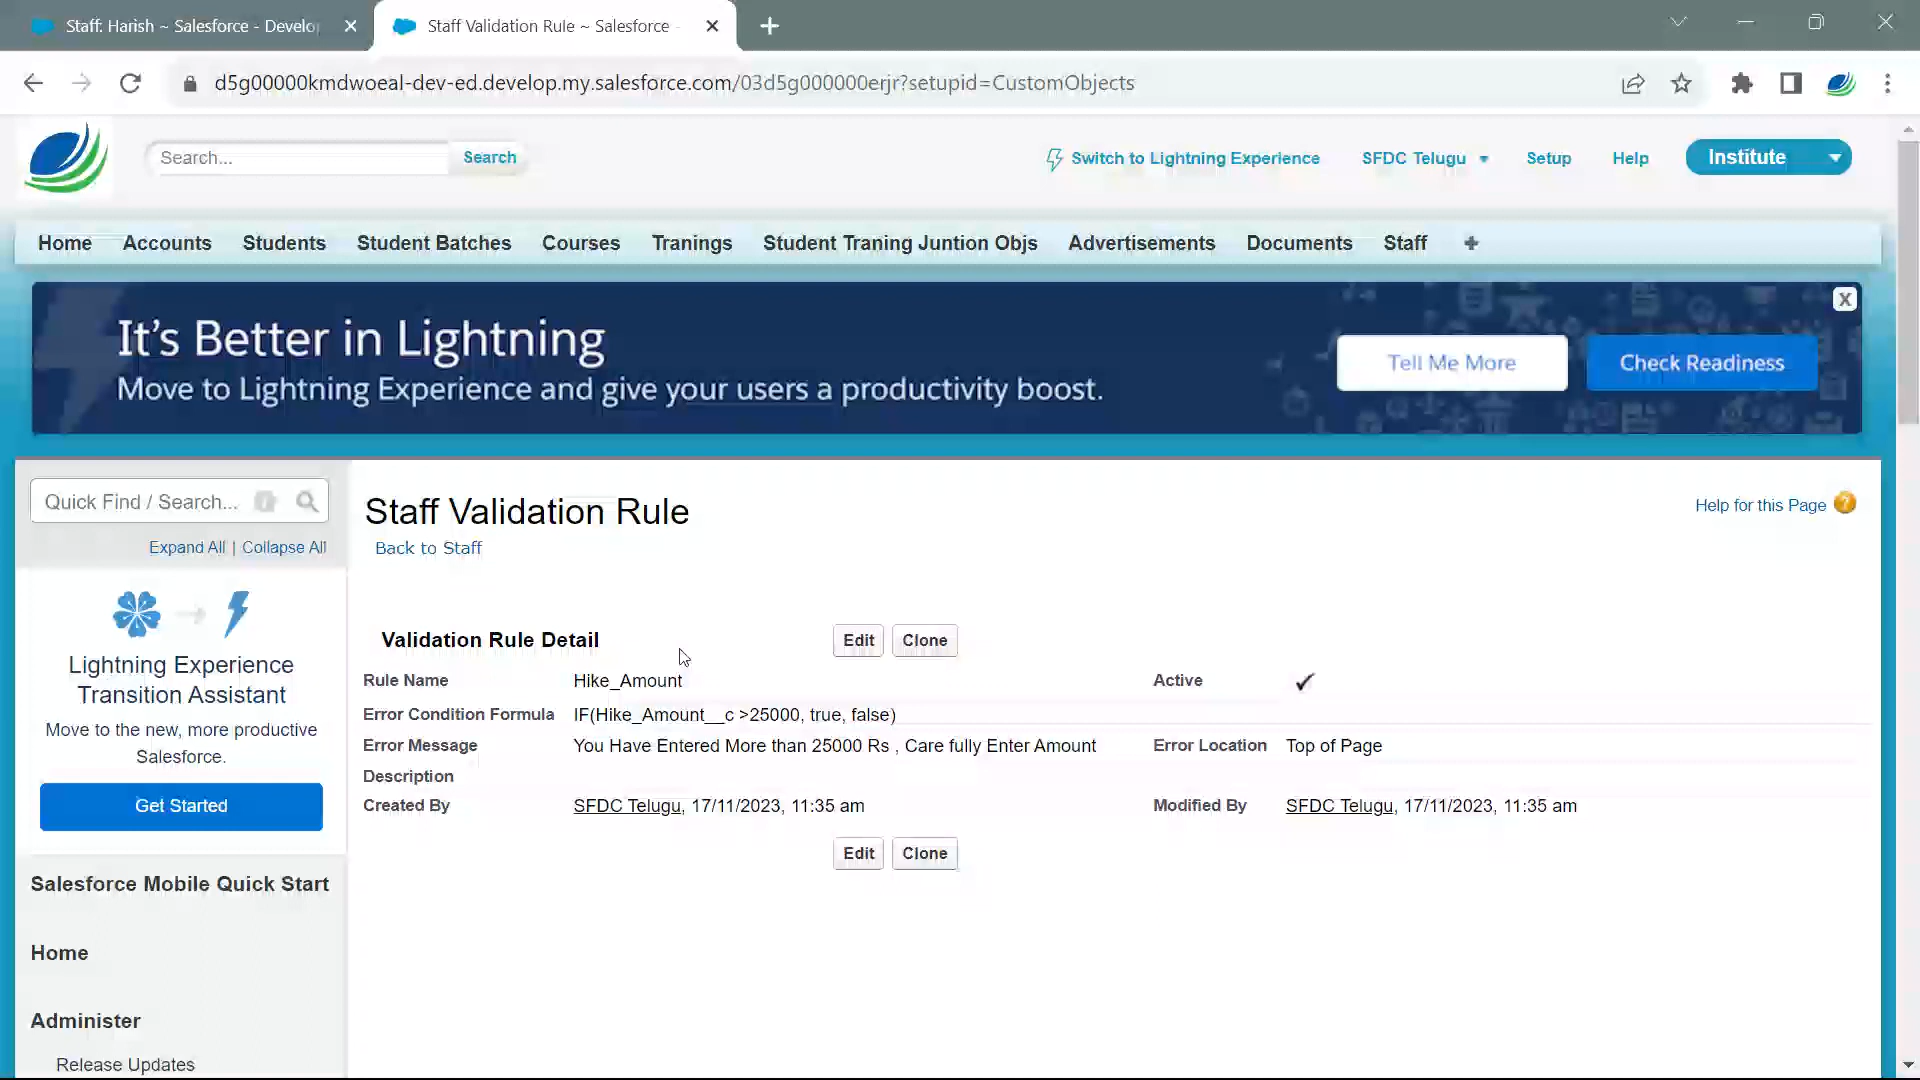 Staff: Harish ~ Salesforce - Develo
Staff Validation Rule ~ Salesforce -
d5g00000kmdwoeal-dev-ed.develop.my.salesforce.com/03d5g000000erjr?setupid=CustomObjects
Search...
Search
Switch to Lightning Experience
SFDC Telugu
Setup
Help
Institute
Home
Accounts
Students
Student Batches
Courses
Tranings
Student Traning Juntion Objs
Advertisements
Documents
Staff
It's Better in Lightning
Move to Lightning Experience and give your users a productivity boost.
Tell Me More
Check Readiness
X
Quick Find / Search...
Expand All | Collapse All
Lightning Experience
Transition Assistant
Move to the new, more productive
Salesforce.
Get Started
Salesforce Mobile Quick Start
Home
Administer
Release Updates
Staff Validation Rule
Back to Staff
Help for this Page
Validation Rule Detail
Edit
Clone
Rule Name Hike_Amount Active
Error Condition Formula IF(Hike_Amount__c >25000, true, false)
Error Message You Have Entered More than 25000 Rs , Care fully Enter Amount Error Location Top of Page
Description
Created By SFDC Telugu, 17/11/2023, 11:35 am Modified By SFDC Telugu, 17/11/2023, 11:35 am
Edit
Clone